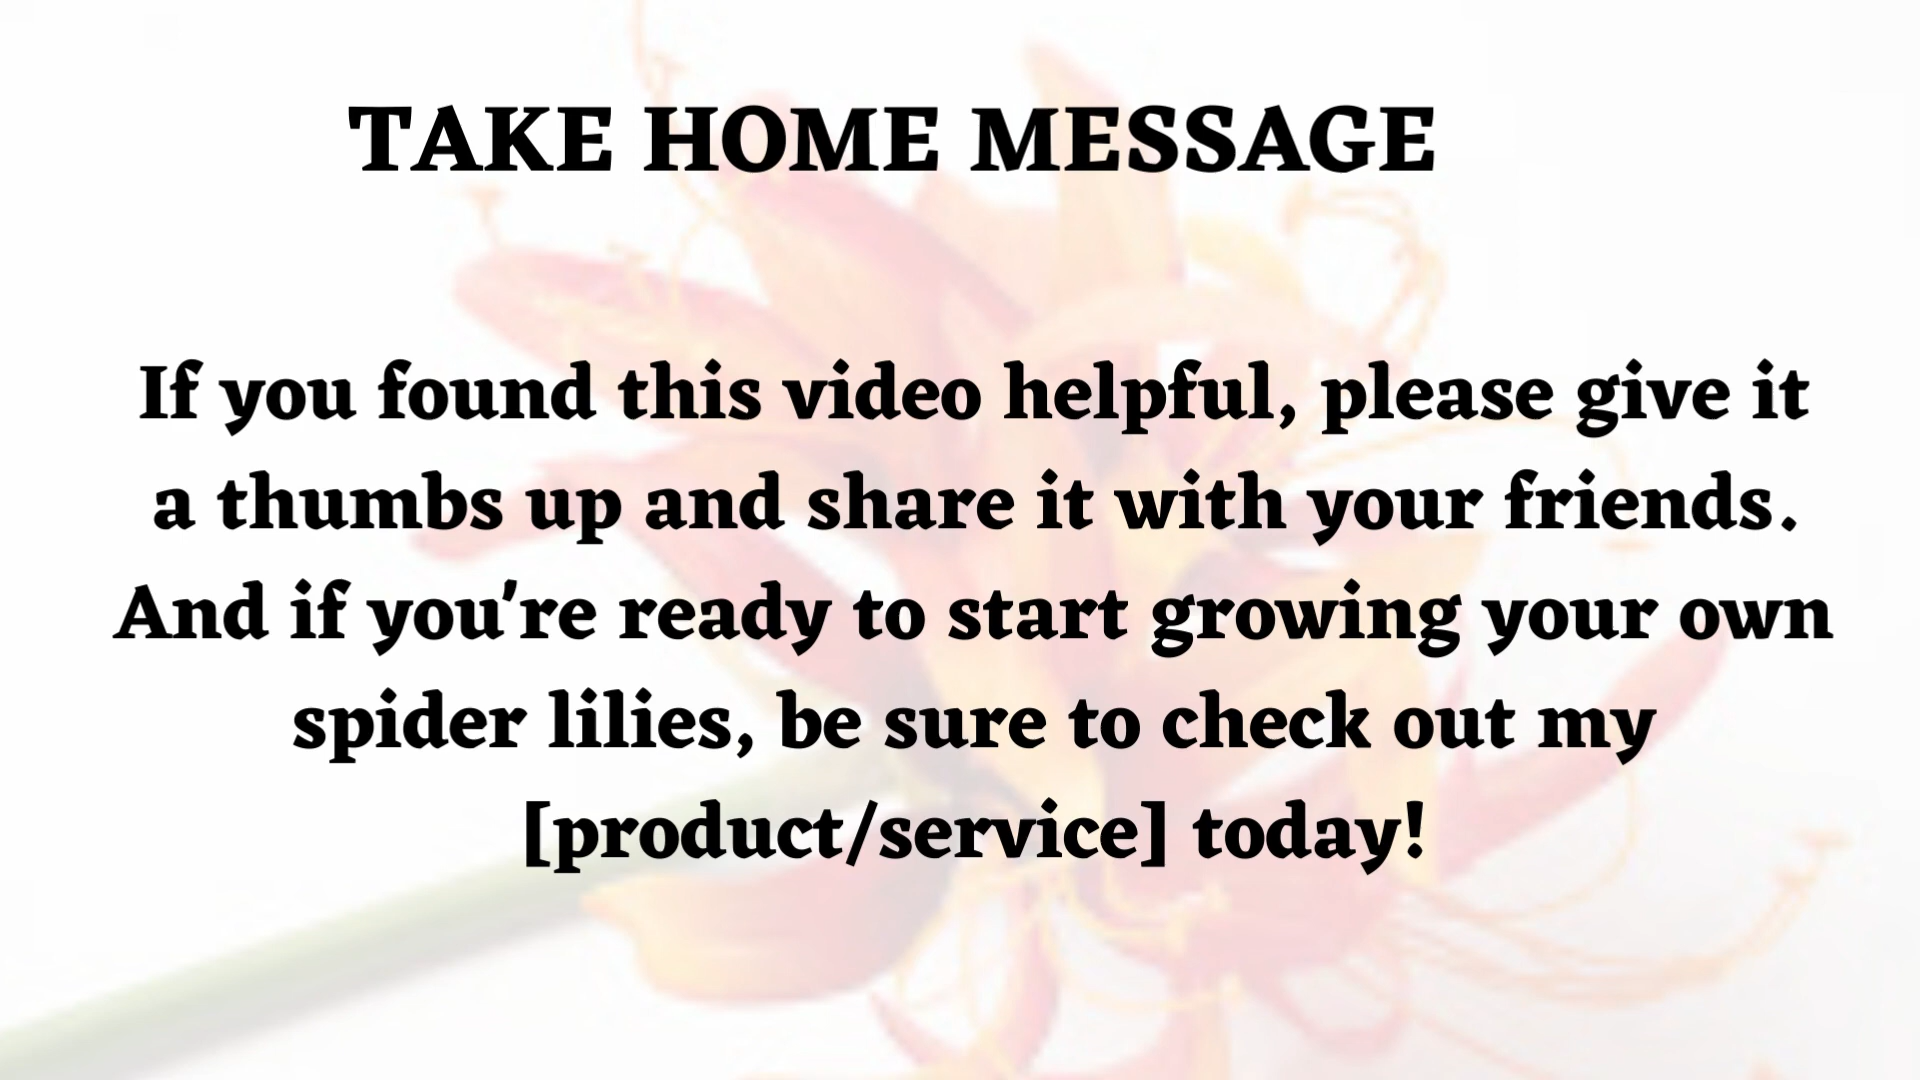 TAKE HOME MESSAGE
If you found this video helpful, please give it
a thumbs up and share it with your friends.
And if you're ready to start growing your own
spider lilies, be sure to check out my
[product/service] today!